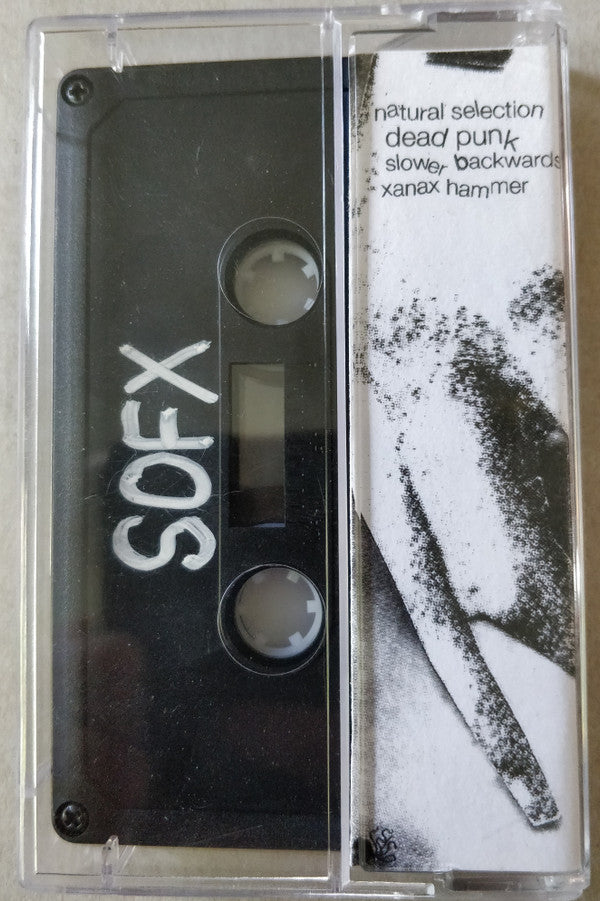 natural selection
dead punk
slower backwards
xanax hammer
SOFX